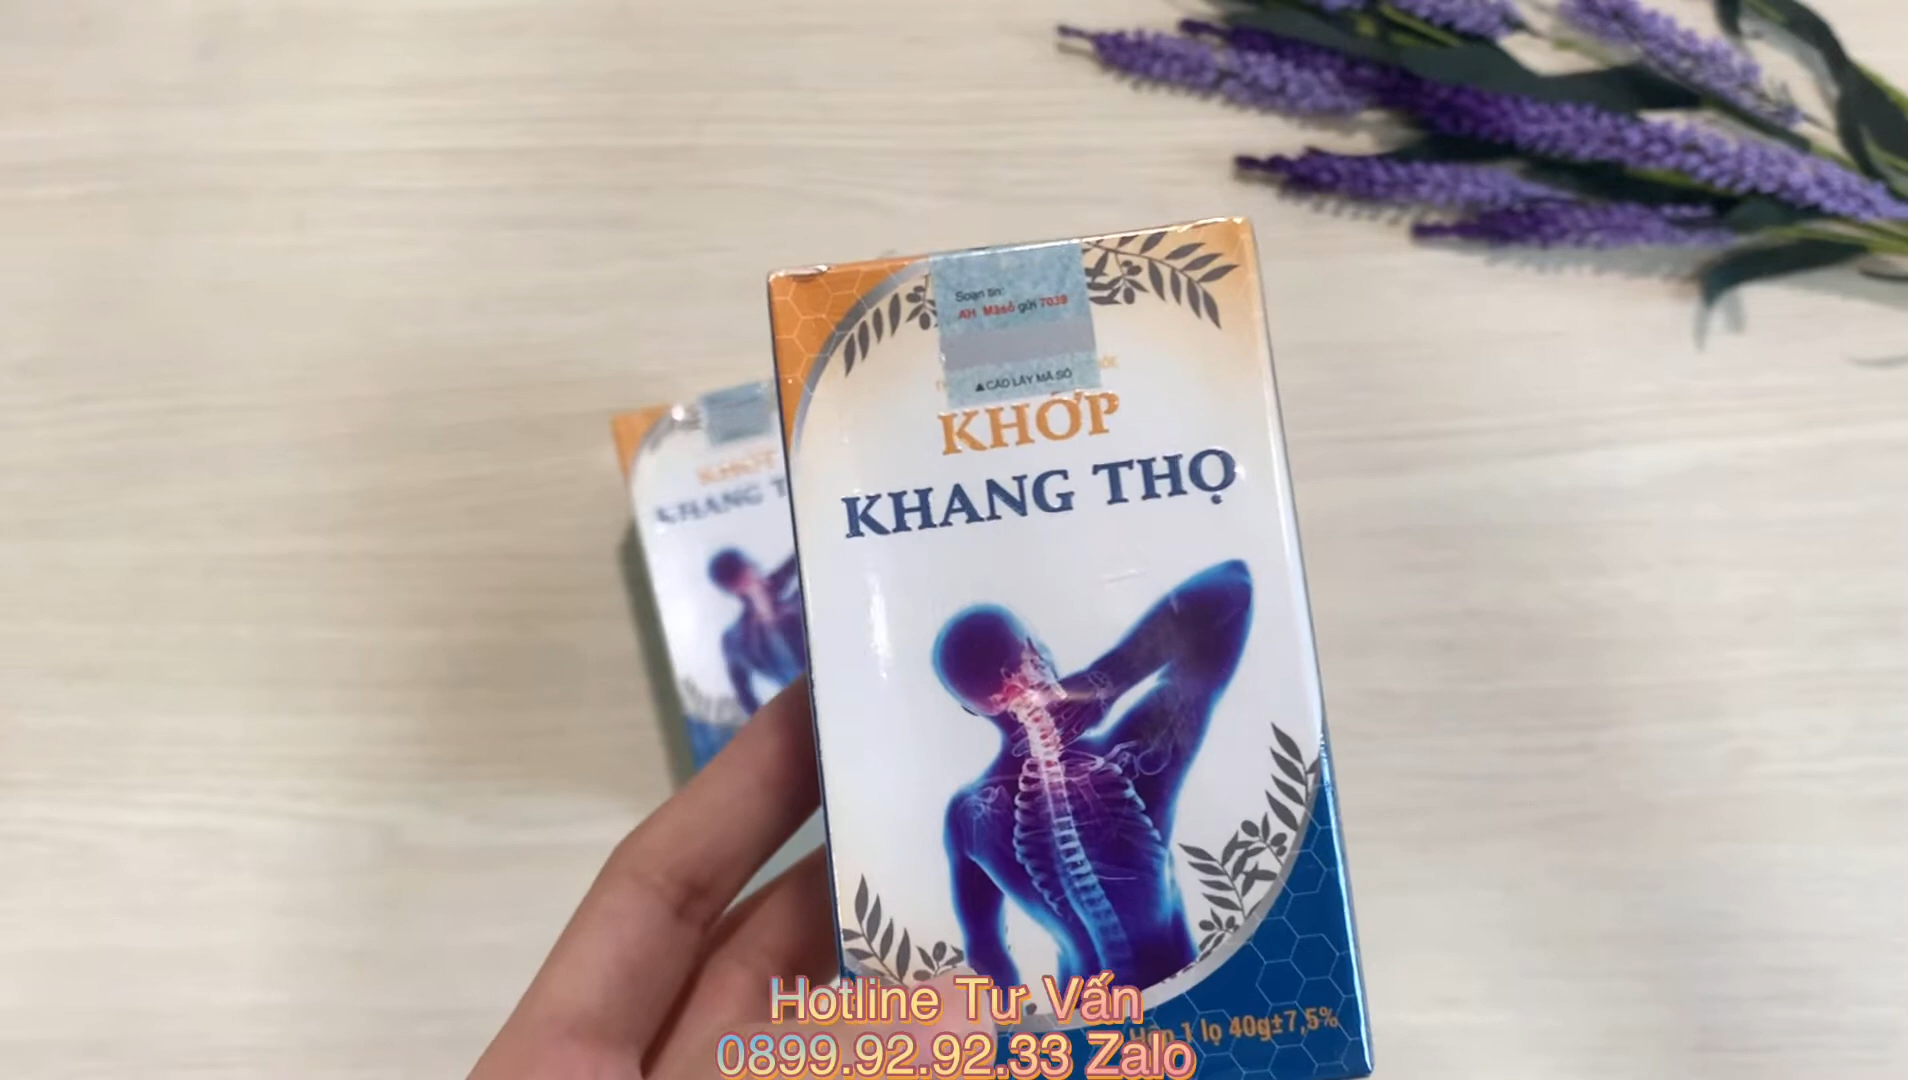 Soạn tin:
AH Mãsố gửi 7039
▲CÀO LẤY MÃ SỐ
KHỚP
KHANG THỌ
KHỚP
KHANG T
Hộp 1 lọ 40g±7,5%
Hotline Tư Vấn
0899.92.92.33 Zalo